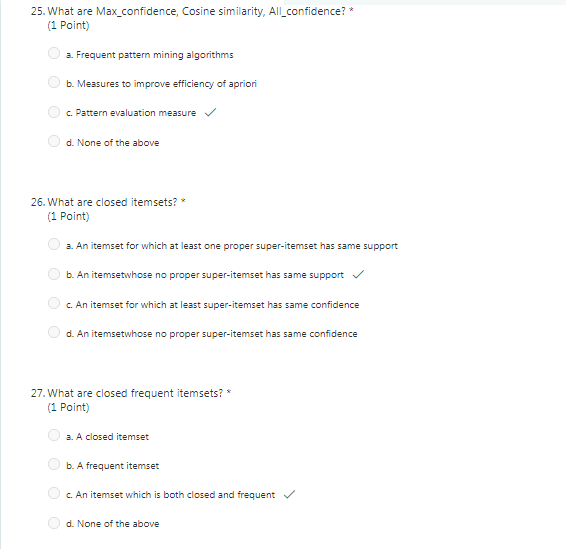 25. What are Max_confidence, Cosine similarity, All_confidence? *
(1 Point)
a. Frequent pattern mining algorithms
b. Measures to improve efficiency of apriori
c. Pattern evaluation measure ✓
d. None of the above
26. What are closed itemsets? *
(1 Point)
a. An itemset for which at least one proper super-itemset has same support
b. An itemsetwhose no proper super-itemset has same support ✓
c. An itemset for which at least super-itemset has same confidence
d. An itemsetwhose no proper super-itemset has same confidence
27. What are closed frequent itemsets? *
(1 Point)
a. A closed itemset
b. A frequent itemset
c. An itemset which is both closed and frequent ✓
d. None of the above